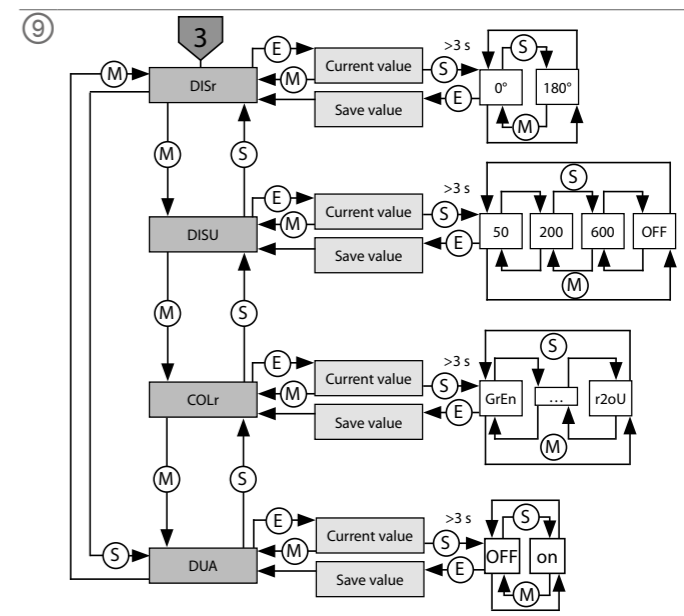 9
3
DISr
M
E
Current value
M
S
>3 s
S
0°
180°
M
Save value
E
M
S
DISU
E
Current value
M
S
>3 s
S
50
200
600
OFF
M
Save value
E
M
S
COLr
E
Current value
M
S
>3 s
S
GrEn
...
r2oU
M
Save value
E
M
S
S
DUA
E
Current value
M
S
>3 s
S
OFF
on
M
Save value
E